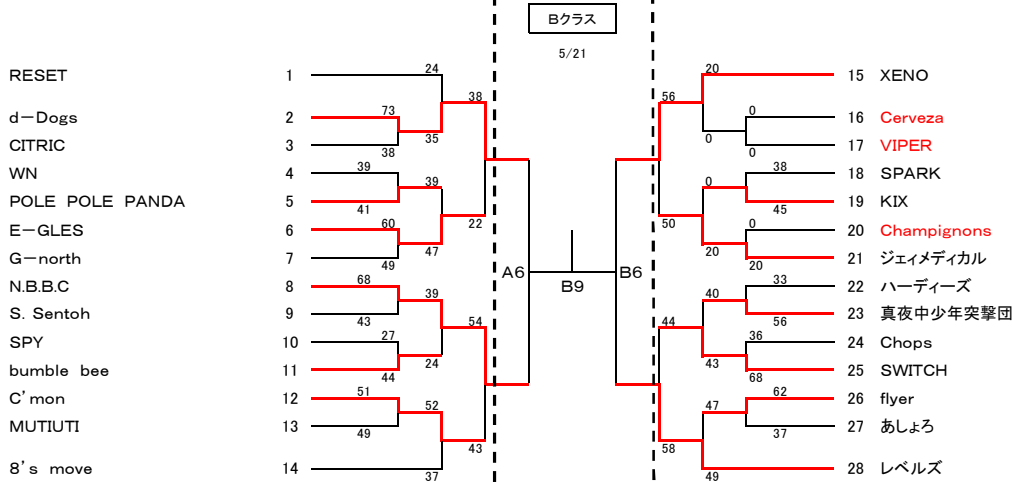 Bクラス
5/21
RESET 1 24 20 15 XENO
38 56
d－Dogs 2 73 0 16 Cerveza
35 0
CITRIC 3 38 0 17 VIPER
WN 4 39 38 18 SPARK
39 0
POLE POLE PANDA 5 41 45 19 KIX
22 50
E－GLES 6 60 0 20 Champignons
47 20
G－north 7 49 20 21 ジェィメディカル
A6 B9 B6
N.B.B.C 8 68 33 22 ハーディーズ
39 40
S. Sentoh 9 43 56 23 真夜中少年突撃団
54 44
SPY 10 27 36 24 Chops
24 43
bumble bee 11 44 68 25 SWITCH
C'mon 12 51 62 26 flyer
52 47
MUTIUTI 13 49 37 27 あしょろ
43 58
8's move 14 37 49 28 レベルズ